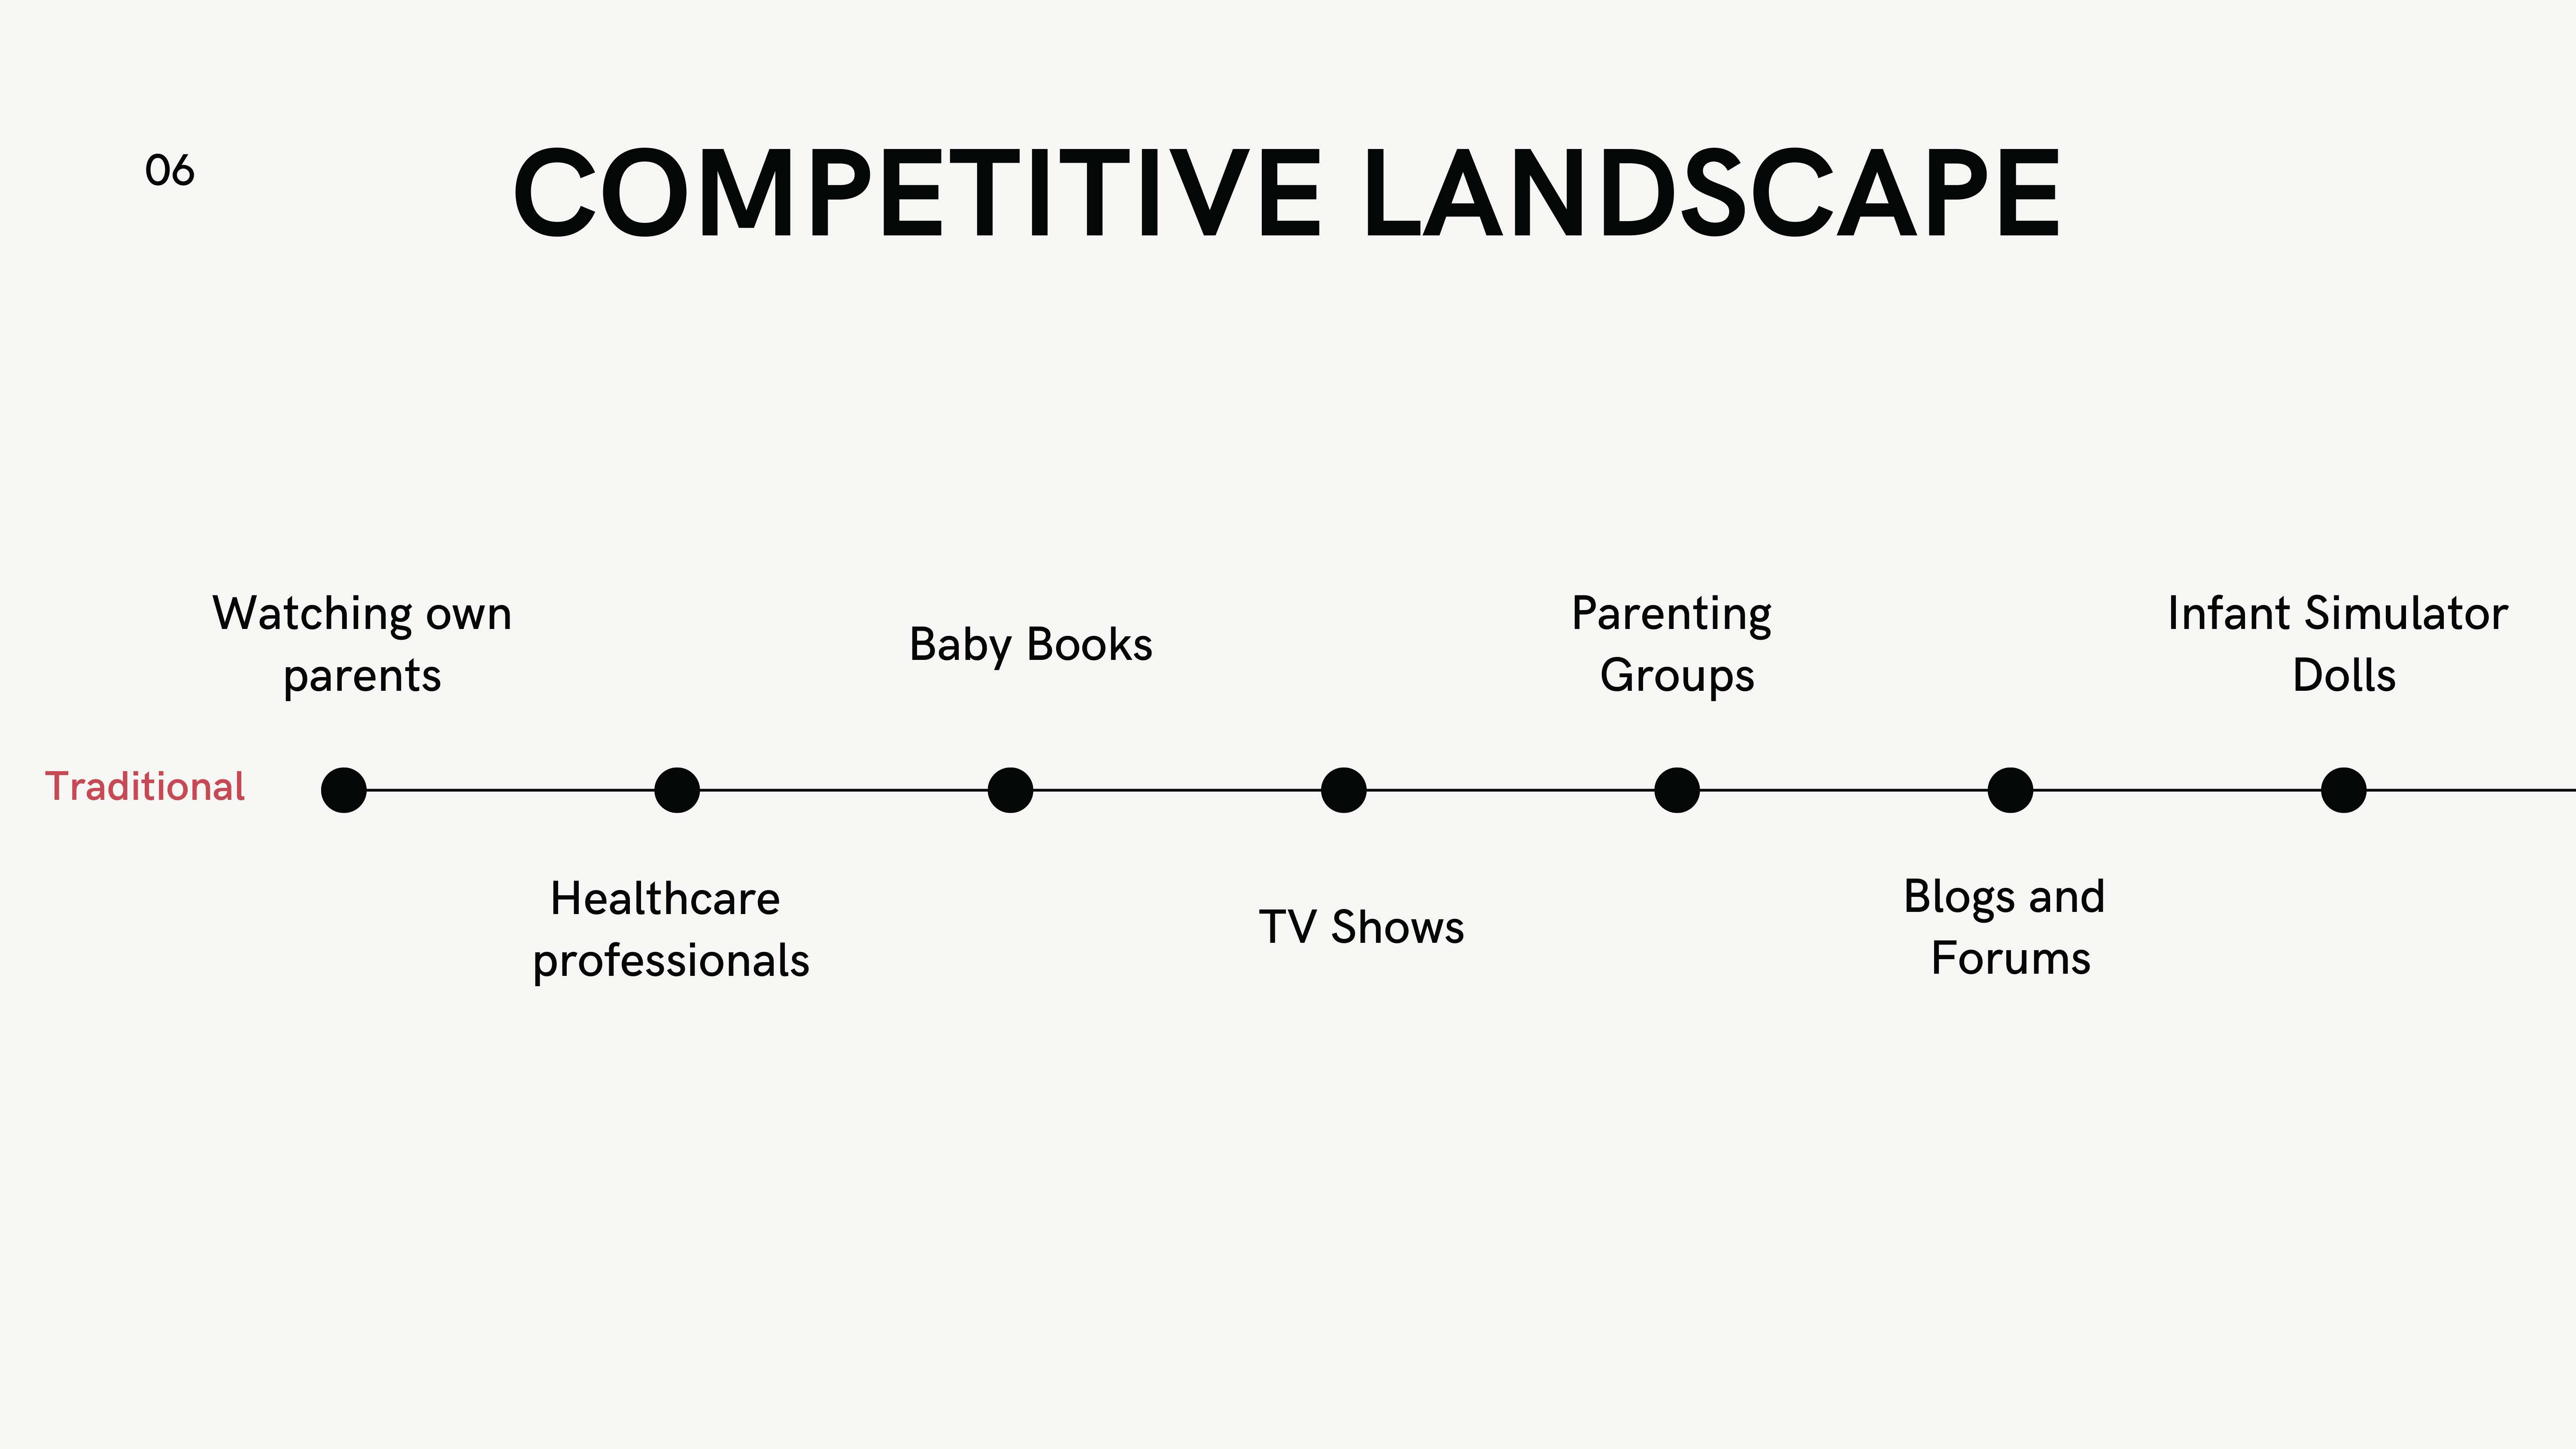 06
COMPETITIVE LANDSCAPE
Watching own
parents
Baby Books
Parenting
Groups
Infant Simulator
Dolls
Traditional
Healthcare
professionals
TV Shows
Blogs and
Forums